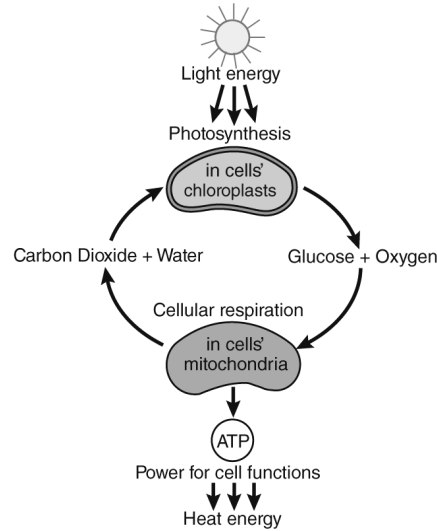 Light energy
Photosynthesis
in cells'
chloroplasts
Carbon Dioxide + Water
Glucose + Oxygen
Cellular respiration
in cells'
mitochondria
ATP
Power for cell functions
Heat energy